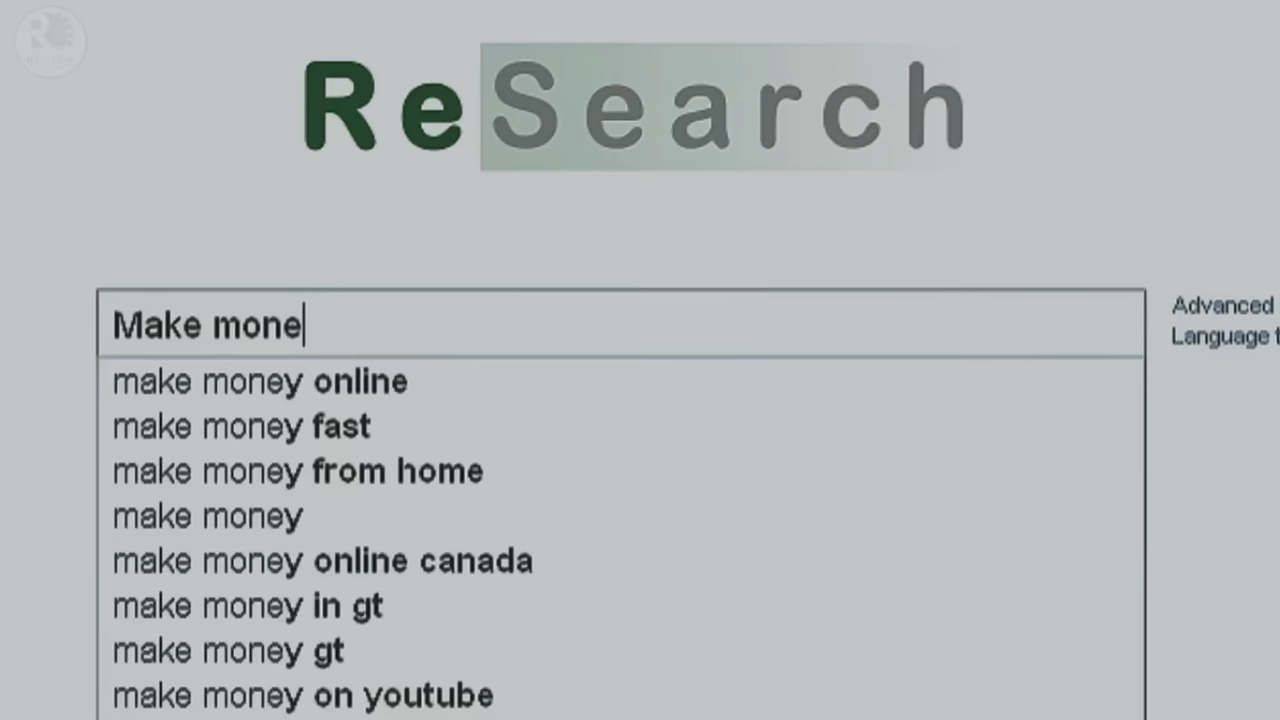 ReSearch
Make mone
Advanced
Language t
make money online
make money fast
make money from home
make money
make money online canada
make money in gt
make money gt
make money on youtube